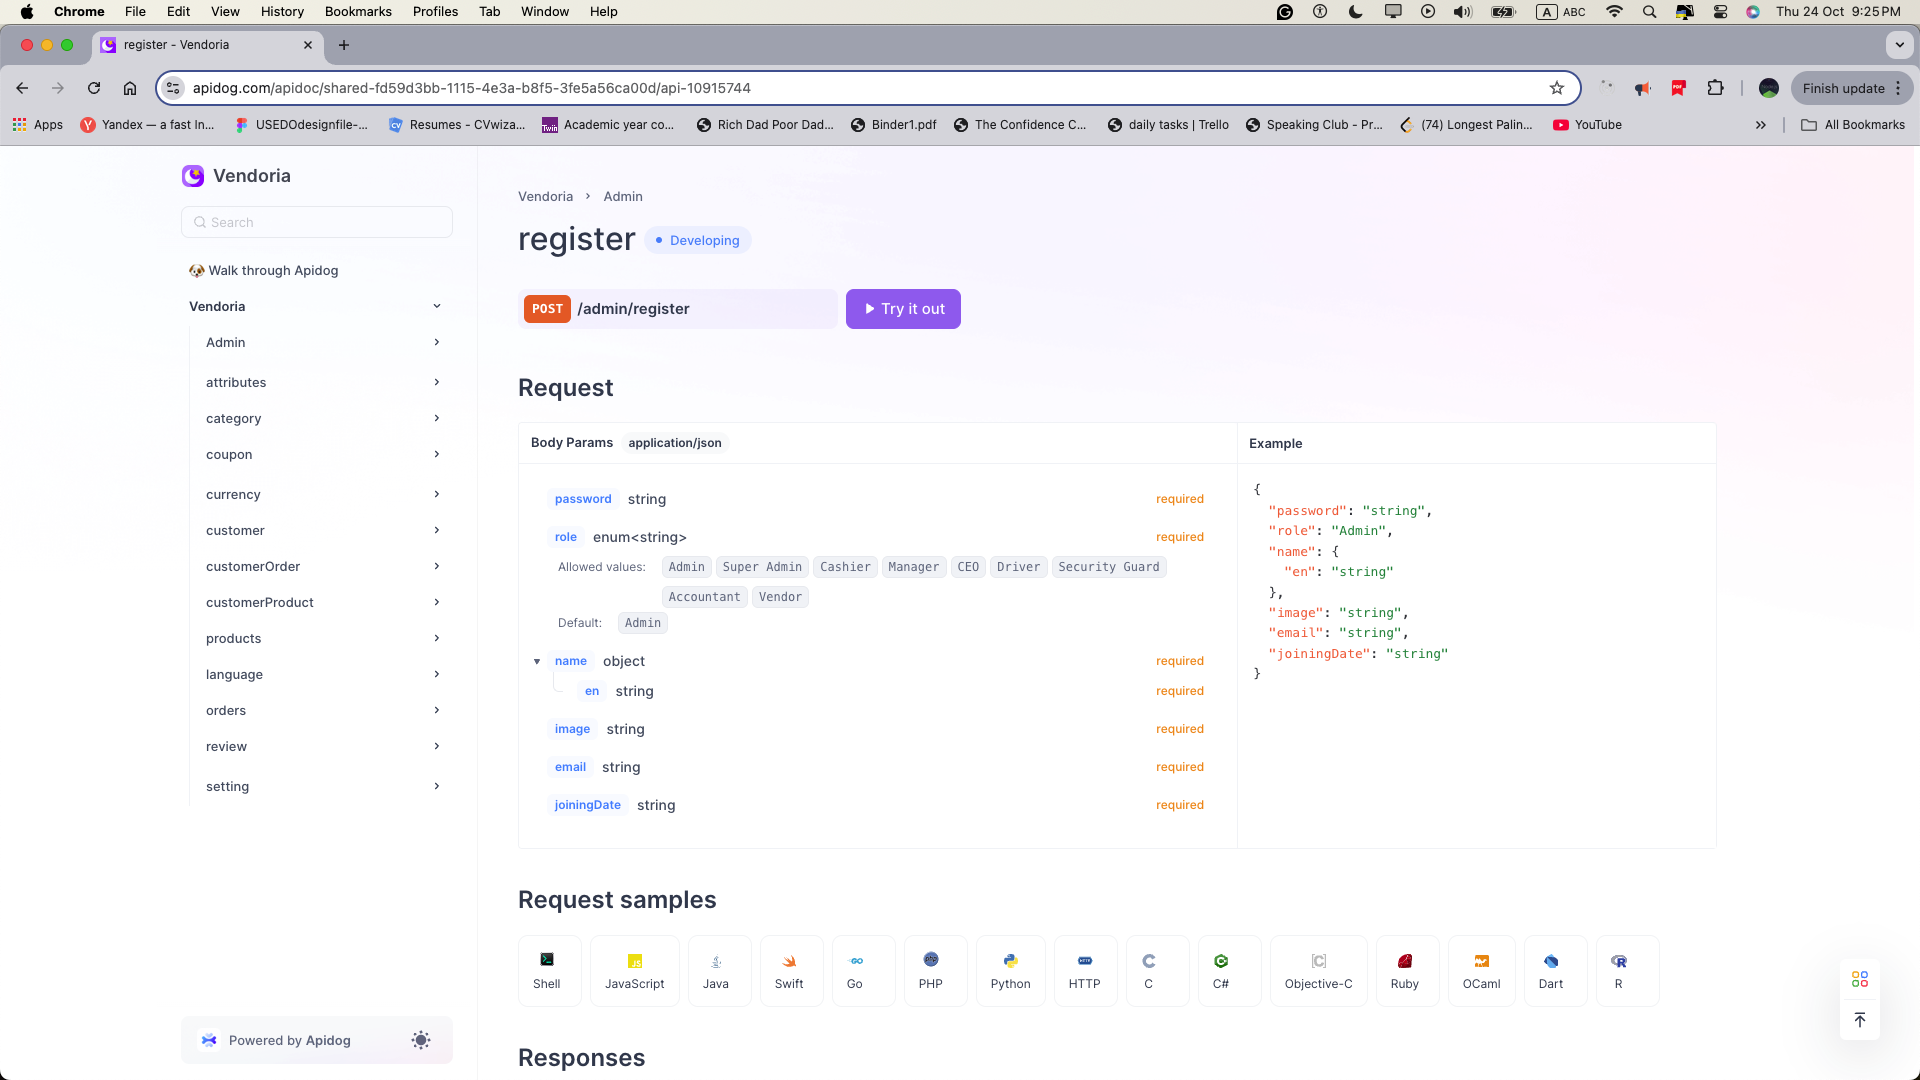 Chrome File Edit View History Bookmarks Profiles Tab Window Help A ABC Thu 24 Oct 9:25 PM
register - Vendoria
apidog.com/apidoc/shared-fd59d3bb-1115-4e3a-b8f5-3fe5a56ca00d/api-10915744 Finish update
Apps Yandex — a fast In... USEDOdesignfile-... Resumes - CVwiza... Academic year co... Rich Dad Poor Dad... Binder1.pdf The Confidence C... daily tasks | Trello Speaking Club - Pr... (74) Longest Palin... YouTube All Bookmarks
Vendoria
Search
Walk through Apidog
Vendoria
Admin
attributes
category
coupon
currency
customer
customerOrder
customerProduct
products
language
orders
review
setting
Powered by Apidog
Vendoria > Admin
register Developing
POST /admin/register Try it out
Request
Body Params application/json
password string required
role enum<string> required
Allowed values: Admin Super Admin Cashier Manager CEO Driver Security Guard
Accountant Vendor
Default: Admin
name object required
en string required
image string required
email string required
joiningDate string required
Example
{
"password": "string",
"role": "Admin",
"name": {
"en": "string"
},
"image": "string",
"email": "string",
"joiningDate": "string"
}
Request samples
Shell JavaScript Java Swift Go PHP Python HTTP C C# Objective-C Ruby OCaml Dart R
Responses